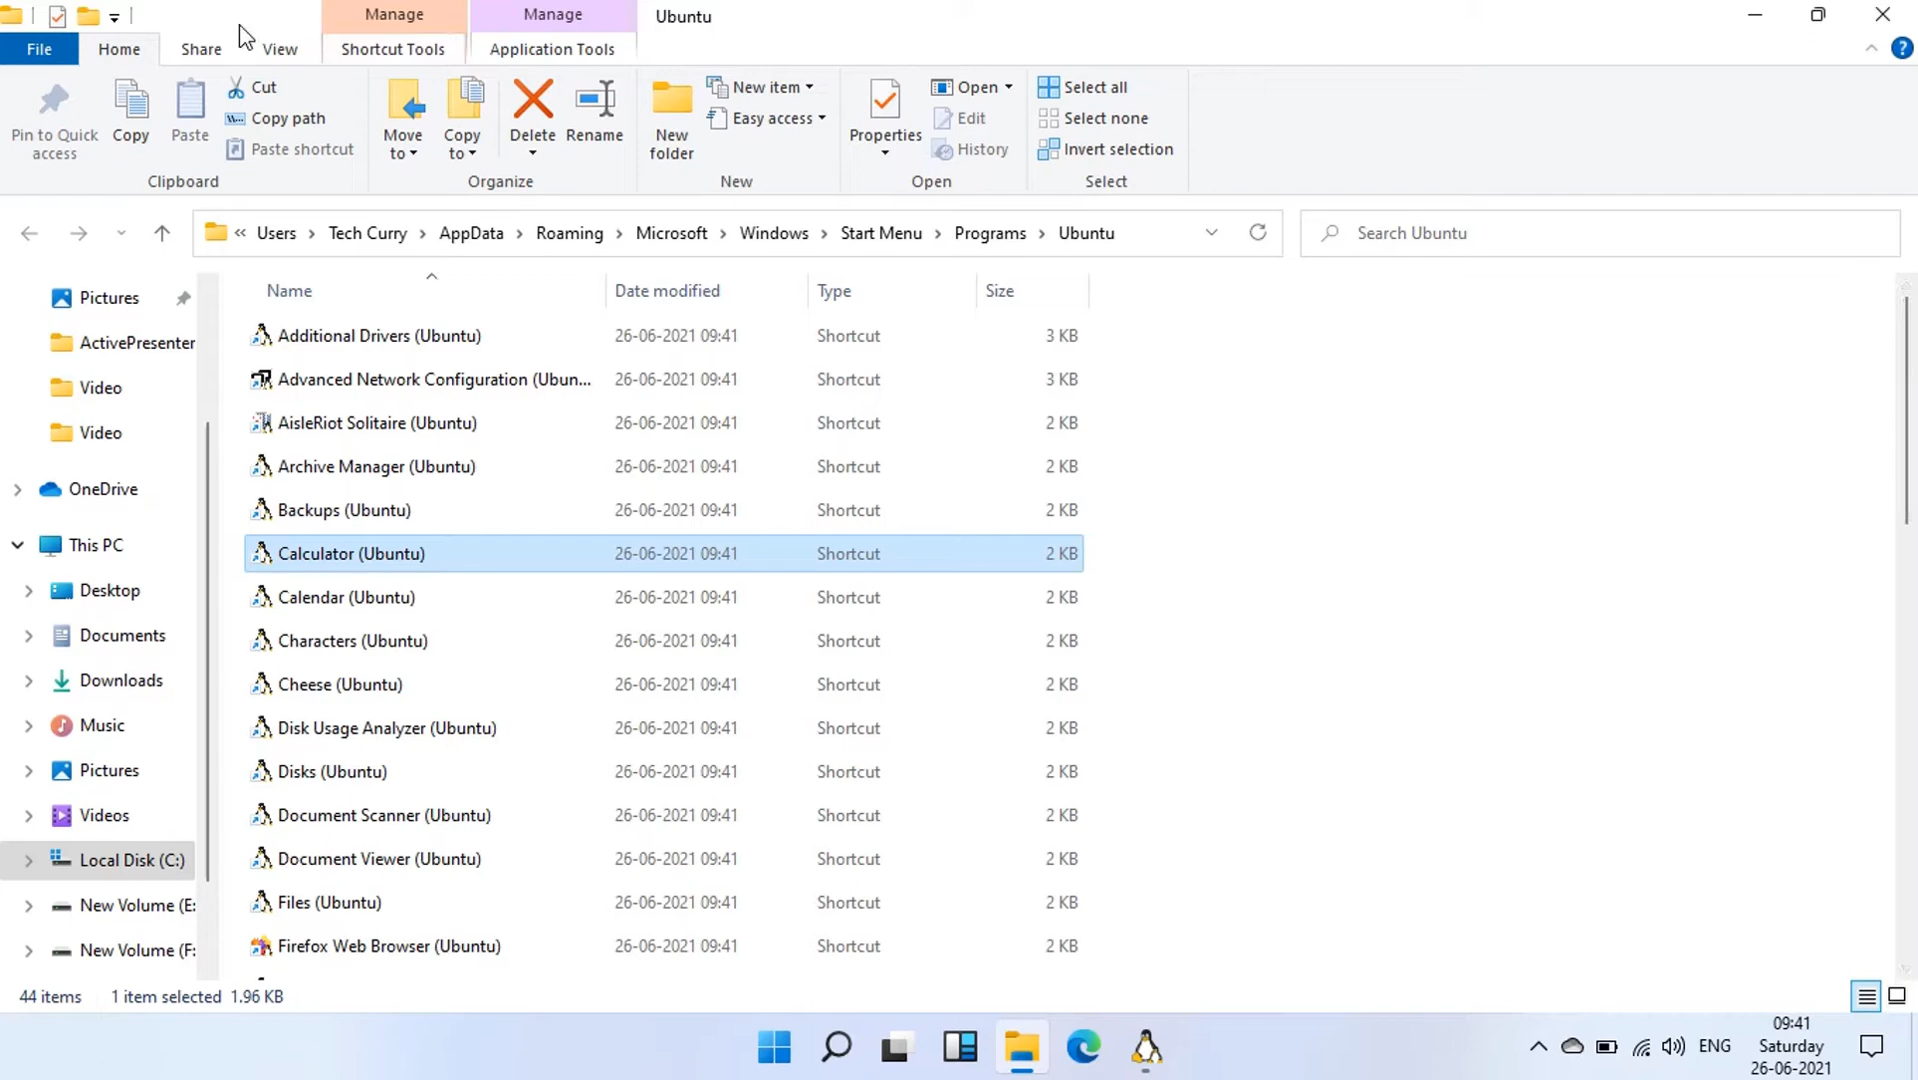 Manage
Manage
Ubuntu
File
Home
Share
View
Shortcut Tools
Application Tools
Pin to Quick access
Copy
Paste
Cut
Copy path
Paste shortcut
Clipboard
Move to
Copy to
Delete
Rename
Organize
New folder
New item
Easy access
New
Properties
Open
Edit
History
Open
Select all
Select none
Invert selection
Select
« Users > Tech Curry > AppData > Roaming > Microsoft > Windows > Start Menu > Programs > Ubuntu
Search Ubuntu
Pictures
ActivePresenter
Video
Video
OneDrive
This PC
Desktop
Documents
Downloads
Music
Pictures
Videos
Local Disk (C:)
New Volume (E:
New Volume (F:
Name Date modified Type Size
Additional Drivers (Ubuntu) 26-06-2021 09:41 Shortcut 3 KB
Advanced Network Configuration (Ubun... 26-06-2021 09:41 Shortcut 3 KB
AisleRiot Solitaire (Ubuntu) 26-06-2021 09:41 Shortcut 2 KB
Archive Manager (Ubuntu) 26-06-2021 09:41 Shortcut 2 KB
Backups (Ubuntu) 26-06-2021 09:41 Shortcut 2 KB
Calculator (Ubuntu) 26-06-2021 09:41 Shortcut 2 KB
Calendar (Ubuntu) 26-06-2021 09:41 Shortcut 2 KB
Characters (Ubuntu) 26-06-2021 09:41 Shortcut 2 KB
Cheese (Ubuntu) 26-06-2021 09:41 Shortcut 2 KB
Disk Usage Analyzer (Ubuntu) 26-06-2021 09:41 Shortcut 2 KB
Disks (Ubuntu) 26-06-2021 09:41 Shortcut 2 KB
Document Scanner (Ubuntu) 26-06-2021 09:41 Shortcut 2 KB
Document Viewer (Ubuntu) 26-06-2021 09:41 Shortcut 2 KB
Files (Ubuntu) 26-06-2021 09:41 Shortcut 2 KB
Firefox Web Browser (Ubuntu) 26-06-2021 09:41 Shortcut 2 KB
44 items 1 item selected 1.96 KB
ENG
09:41
Saturday
26-06-2021